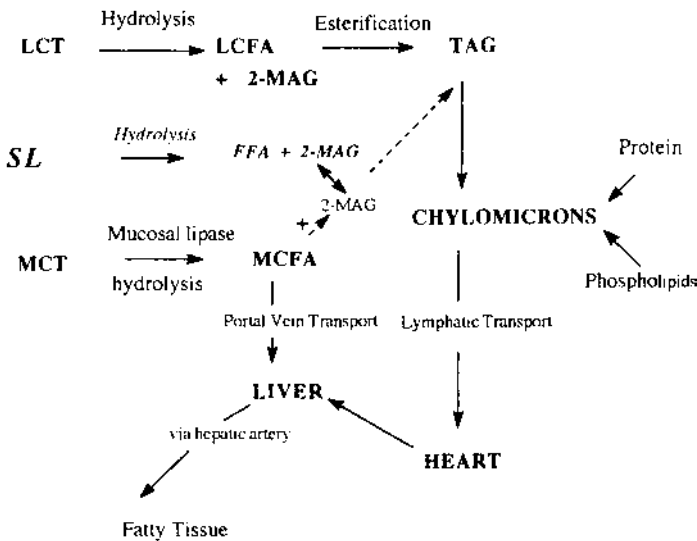 Hydrolysis
Esterification
LCT
LCFA
TAG
+ 2-MAG
Hydrolysis
SL
FFA + 2-MAG
Protein
2-MAG
+
CHYLOMICRONS
Mucosal lipase
MCT
MCFA
hydrolysis
Phospholipids
Portal Vein Transport
Lymphatic Transport
LIVER
via hepatic artery
HEART
Fatty Tissue